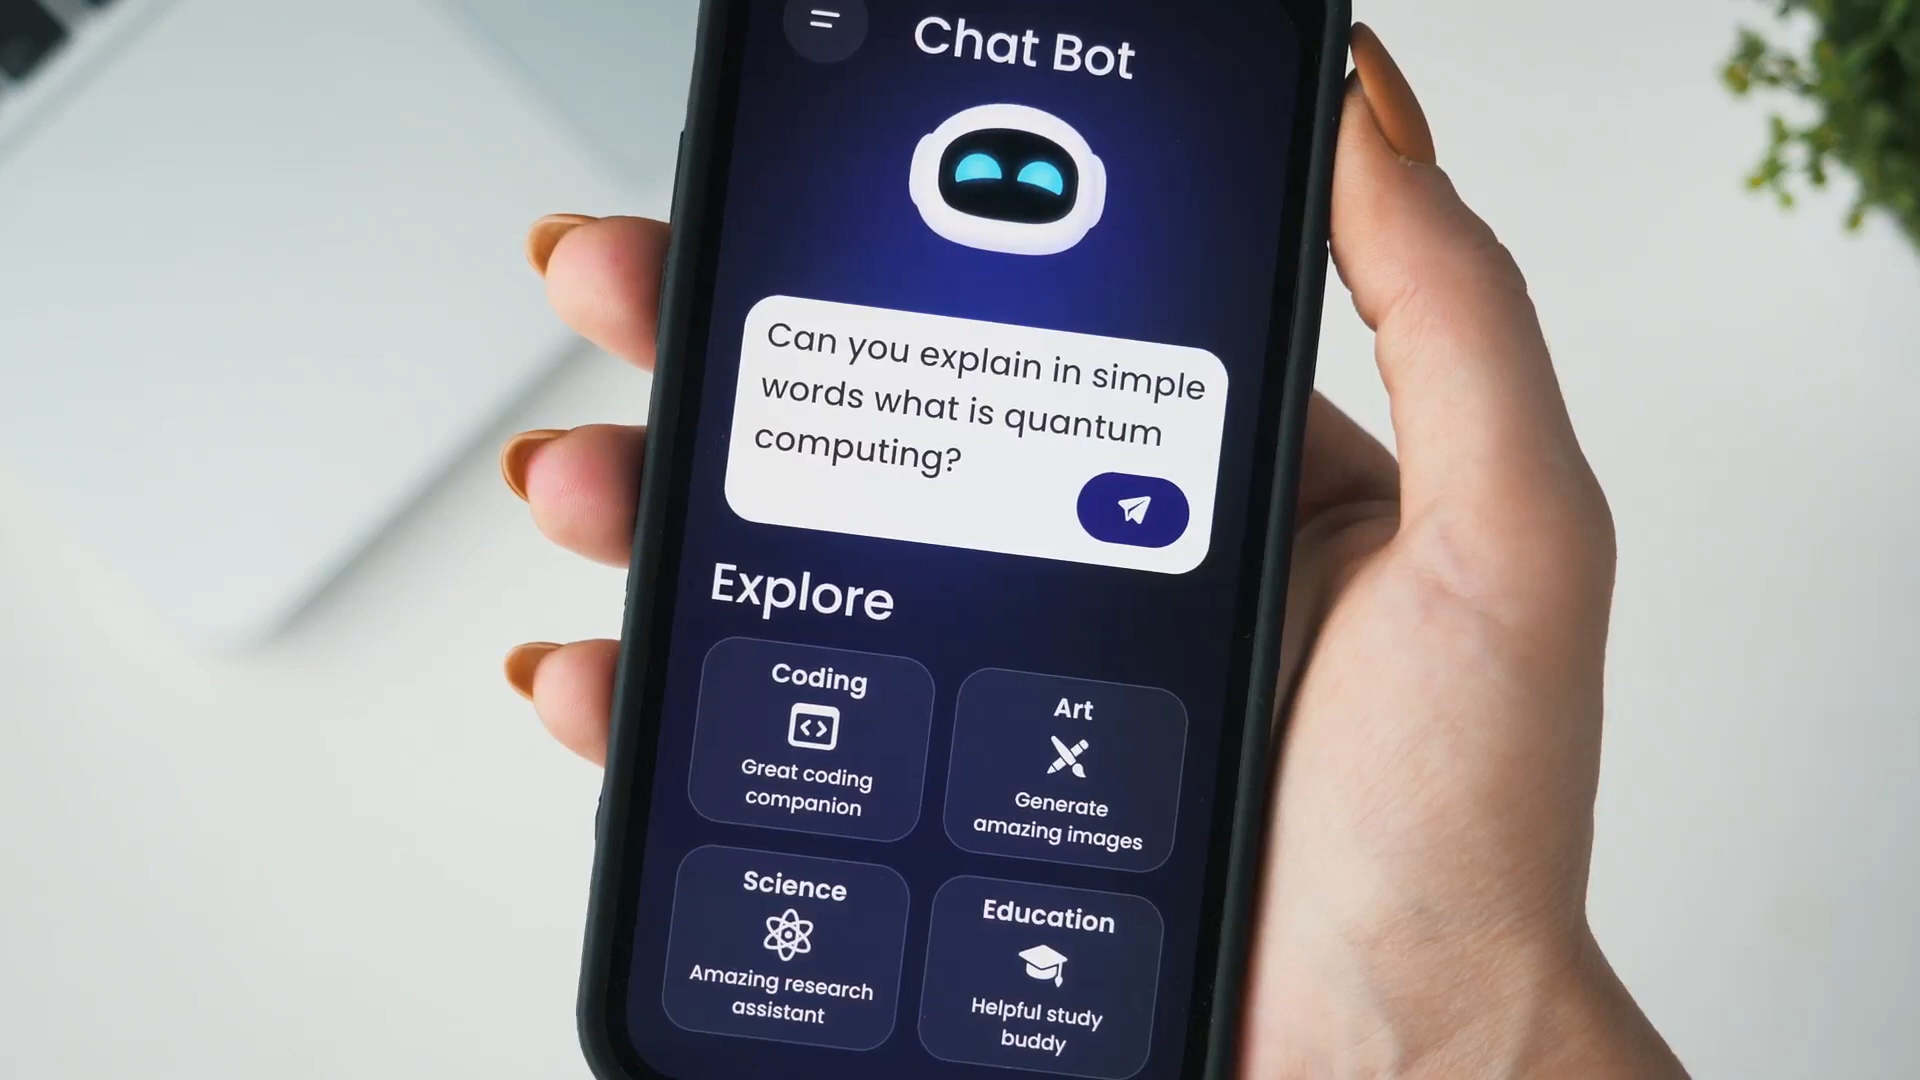 Chat Bot
Can you explain in simple
words what is quantum
computing?
Explore
Coding
Great coding
companion
Art
Generate
amazing images
Science
Amazing research
assistant
Education
Helpful study
buddy